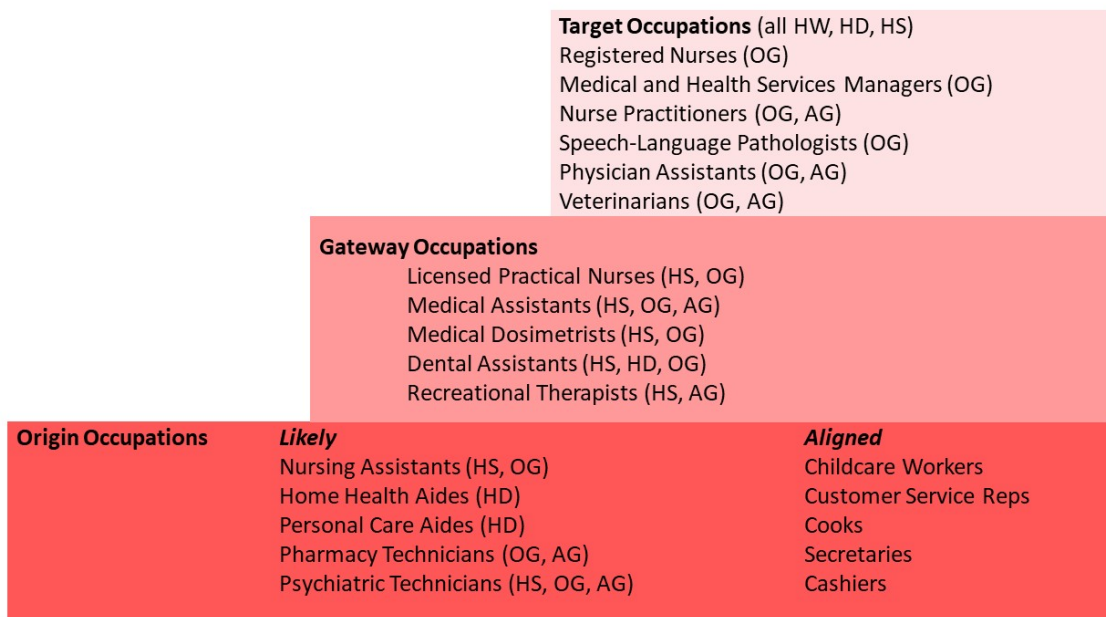 Target Occupations (all HW, HD, HS)
Registered Nurses (OG)
Medical and Health Services Managers (OG)
Nurse Practitioners (OG, AG)
Speech-Language Pathologists (OG)
Physician Assistants (OG, AG)
Veterinarians (OG, AG)
Gateway Occupations
Licensed Practical Nurses (HS, OG)
Medical Assistants (HS, OG, AG)
Medical Dosimetrists (HS, OG)
Dental Assistants (HS, HD, OG)
Recreational Therapists (HS, AG)
Origin Occupations Likely Aligned
Nursing Assistants (HS, OG) Childcare Workers
Home Health Aides (HD) Customer Service Reps
Personal Care Aides (HD) Cooks
Pharmacy Technicians (OG, AG) Secretaries
Psychiatric Technicians (HS, OG, AG) Cashiers